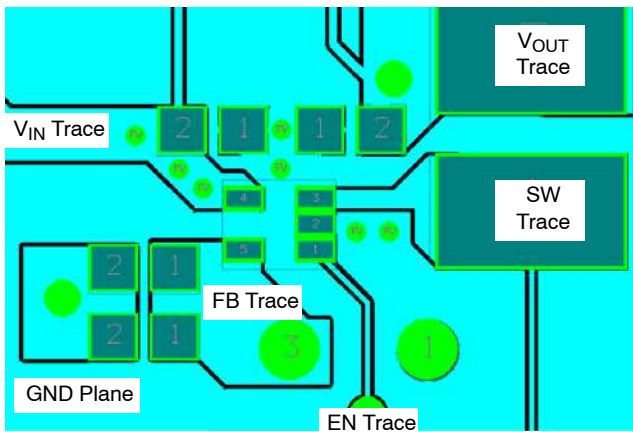 VOUT
Trace
VIN Trace
2 1 1 2
4 3
2
5 1
SW
Trace
2 1
FB Trace
2 1 3 1
GND Plane
EN Trace